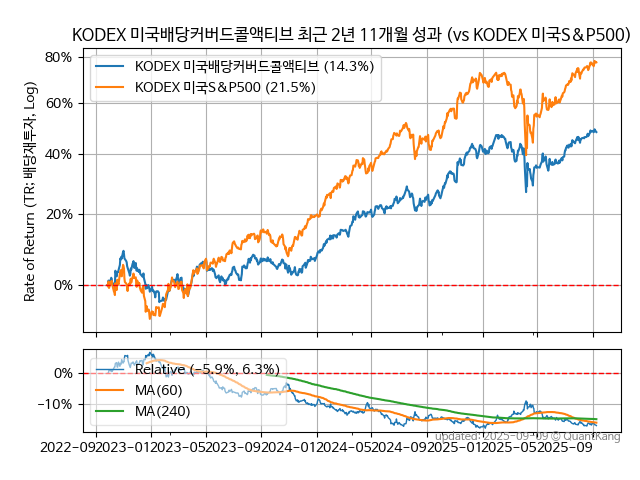 KODEX 미국배당커버드콜액티브 최근 2년 11개월 성과 (vs KODEX 미국S&P500)
Rate of Return (TR: 배당재투자, Log)
80%
60%
40%
20%
0%
KODEX 미국배당커버드콜액티브 (14.3%)
KODEX 미국S&P500 (21.5%)
0%
−10%
Relative (−5.9%, 6.3%)
MA(60)
MA(240)
updated: 2025-09-09 © QuantKang
2022-09 2023-01 2023-05 2023-09 2024-01 2024-05 2024-09 2025-01 2025-05 2025-09